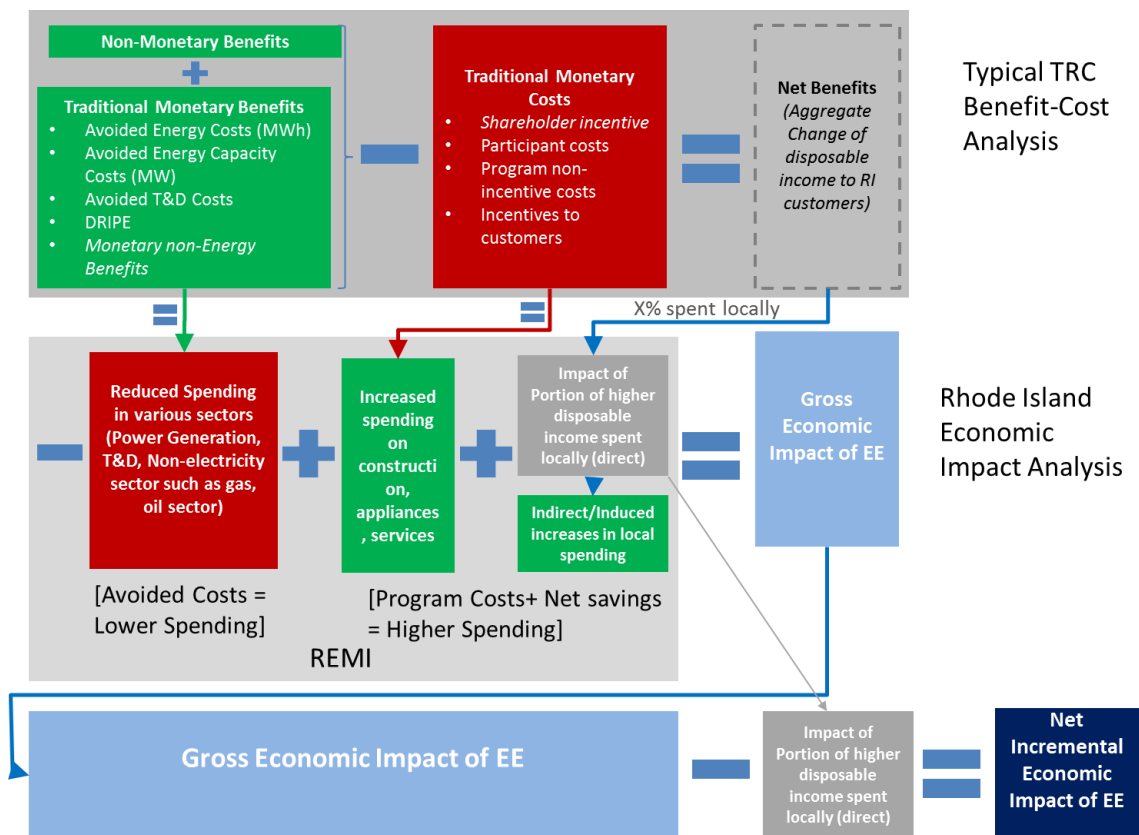 Non-Monetary Benefits
Traditional Monetary Benefits
• Avoided Energy Costs (MWh)
• Avoided Energy Capacity
Costs (MW)
• Avoided T&D Costs
• DRIPE
• Monetary non-Energy
Benefits
Traditional Monetary
Costs
• Shareholder incentive
• Participant costs
• Program non-
incentive costs
• Incentives to
customers
Net Benefits
(Aggregate
Change of
disposable
income to RI
customers)
Typical TRC
Benefit-Cost
Analysis
X% spent locally
Reduced Spending
in various sectors
(Power Generation,
T&D, Non-electricity
sector such as gas,
oil sector)
Increased
spending
on
constructi
on,
appliances
, services
Impact of
Portion of higher
disposable
income spent
locally (direct)
Indirect/Induced
increases in local
spending
Gross
Economic
Impact of EE
Rhode Island
Economic
Impact Analysis
[Avoided Costs =
Lower Spending]
[Program Costs+ Net savings
= Higher Spending]
REMI
Gross Economic Impact of EE
Impact of
Portion of higher
disposable
income spent
locally (direct)
Net
Incremental
Economic
Impact of EE